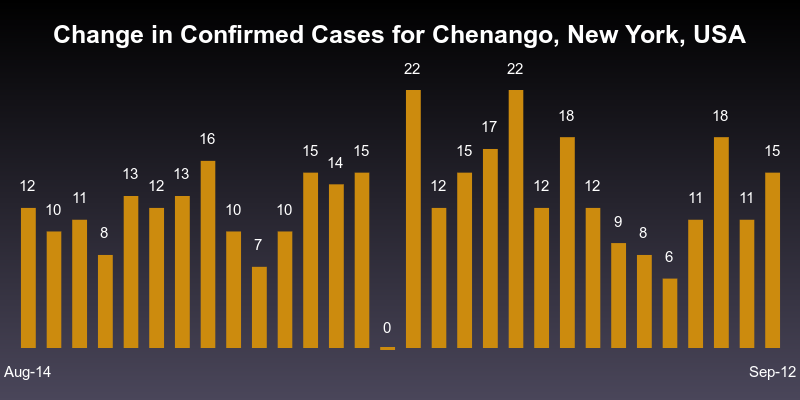 Change in Confirmed Cases for Chenango, New York, USA
12 10 11 8 13 12 13 16 10 7 10 15 14 15 0 22 12 15 17 22 12 18 12 9 8 6 11 18 11 15
Aug-14 Sep-12